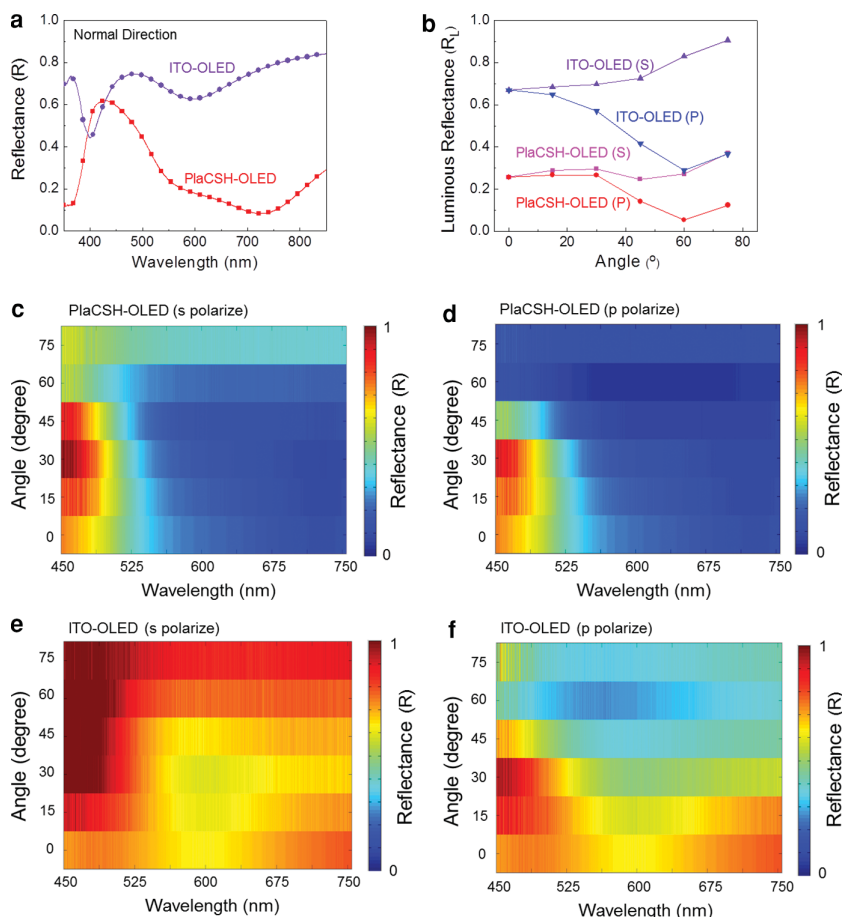 a
Normal Direction
ITO-OLED
PlaCSH-OLED
Reflectance (R)
1.0
0.8
0.6
0.4
0.2
0.0
400 500 600 700 800
Wavelength (nm)
b
ITO-OLED (S)
ITO-OLED (P)
PlaCSH-OLED (S)
PlaCSH-OLED (P)
Luminous Reflectance (RL)
1.0
0.8
0.6
0.4
0.2
0.0
0 20 40 60 80
Angle (°)
c
PlaCSH-OLED (s polarize)
Angle (degree)
75
60
45
30
15
0
450 525 600 675 750
Wavelength (nm)
1
0
Reflectance (R)
d
PlaCSH-OLED (p polarize)
Angle (degree)
75
60
45
30
15
0
450 525 600 675 750
Wavelength (nm)
1
0
Reflectance (R)
e
ITO-OLED (s polarize)
Angle (degree)
75
60
45
30
15
0
450 525 600 675 750
Wavelength (nm)
1
0
Reflectance (R)
f
ITO-OLED (p polarize)
Angle (degree)
75
60
45
30
15
0
450 525 600 675 750
Wavelength (nm)
1
0
Reflectance (R)